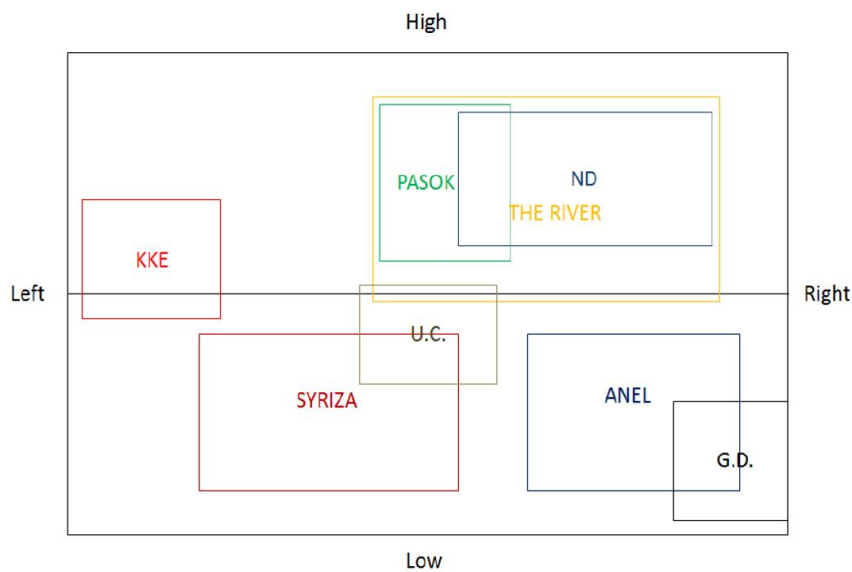 High
PASOK
ND
THE RIVER
KKE
Left
Right
U.C.
SYRIZA
ANEL
G.D.
Low